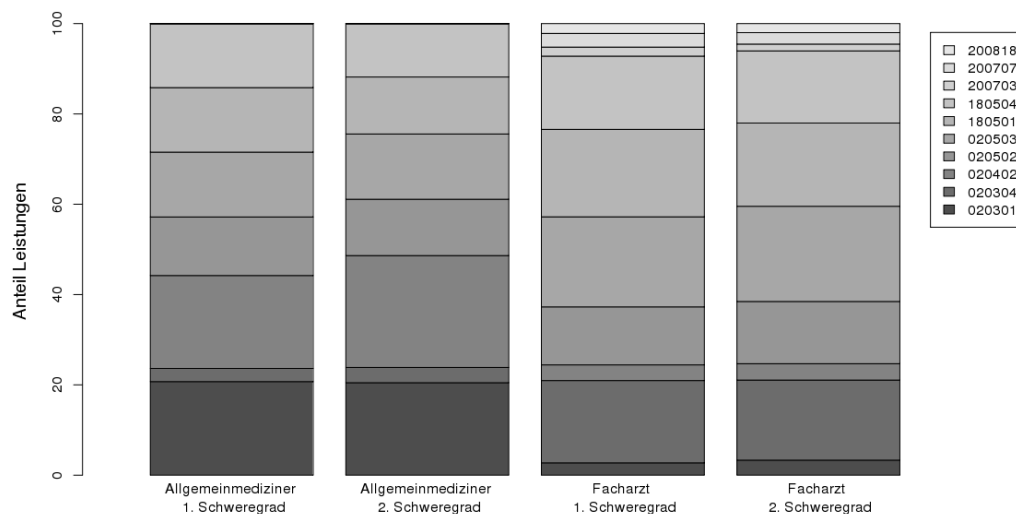 Anteil Leistungen
100
80
60
40
20
0
Allgemeinmediziner
1. Schweregrad
Allgemeinmediziner
2. Schweregrad
Facharzt
1. Schweregrad
Facharzt
2. Schweregrad
200818
200707
200703
180504
180501
020503
020502
020402
020304
020301